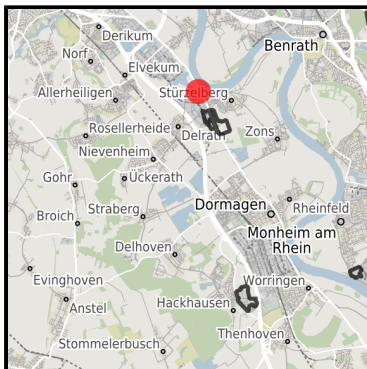 Derikum
Benrath
Norf
Elvekum
Allerheiligen
Stürzelberg
Rosellerheide
Delrath
Zons
Nievenheim
Gohr
Ückerath
Straberg
Dormagen
Rheinfeld
Broich
Monheim am
Rhein
Delhoven
Evinghoven
Worringen
Anstel
Hackhausen
Thenhoven
Stommelerbusch